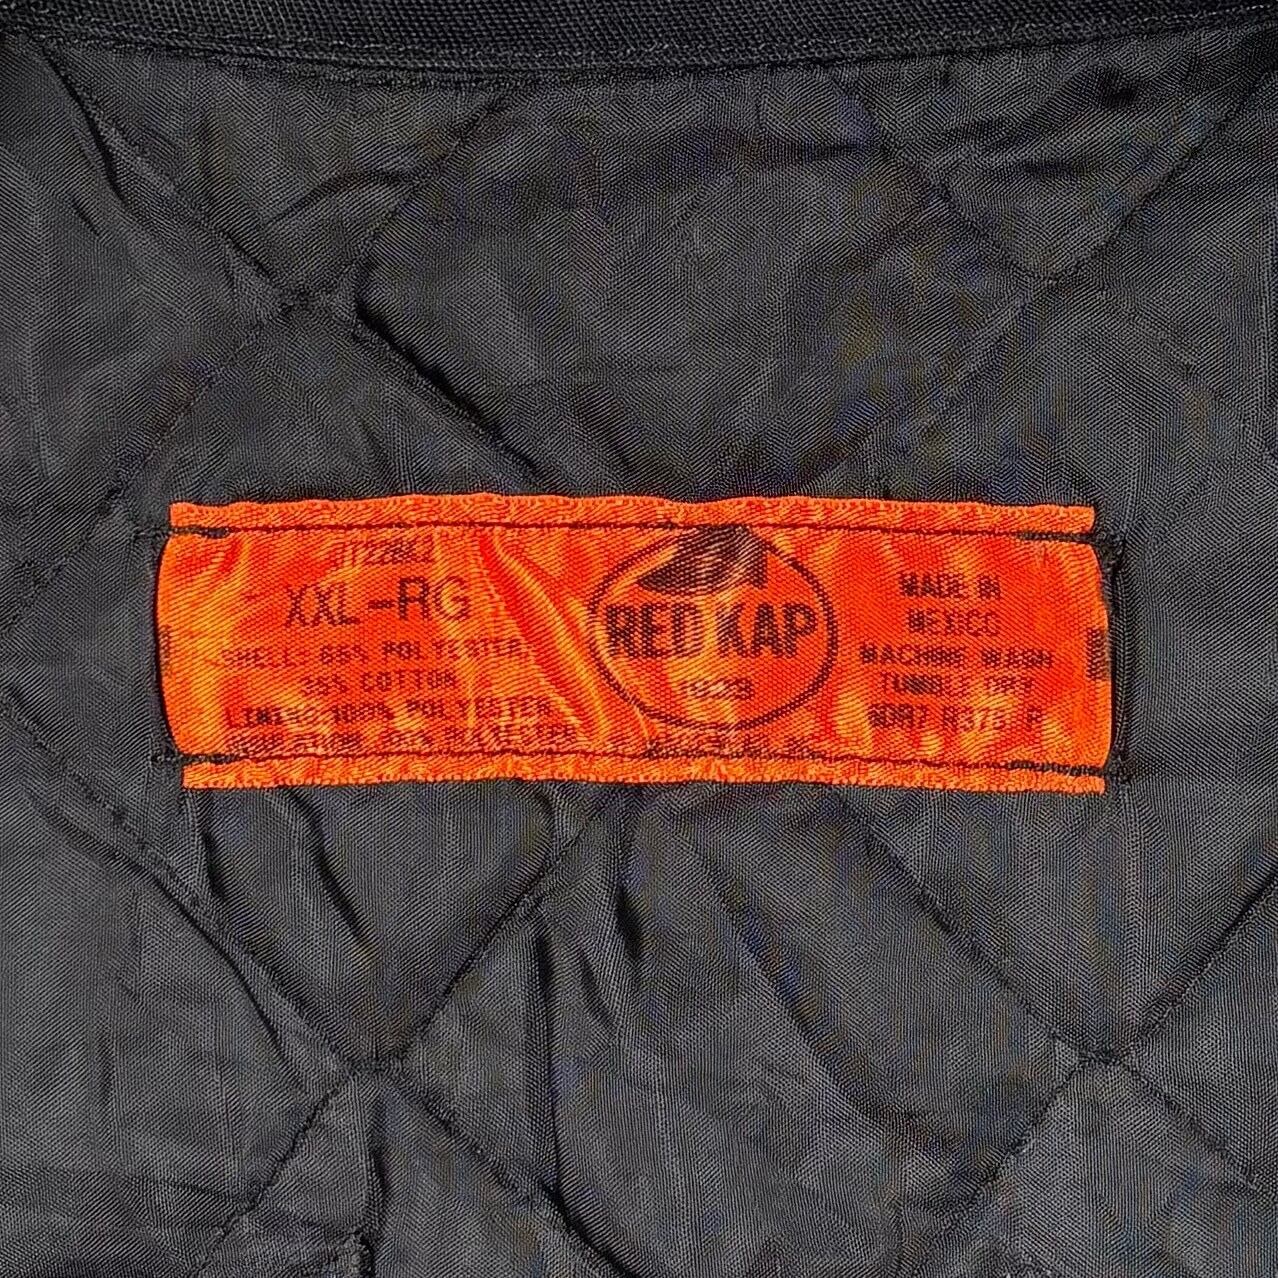 XXL-RG
SHELL: 65% POLYESTER
35% COTTON
LINING 100% POLYESTER
RED KAP
MADE IN
MEXICO
MACHINE WASH
TUMBLE DRY